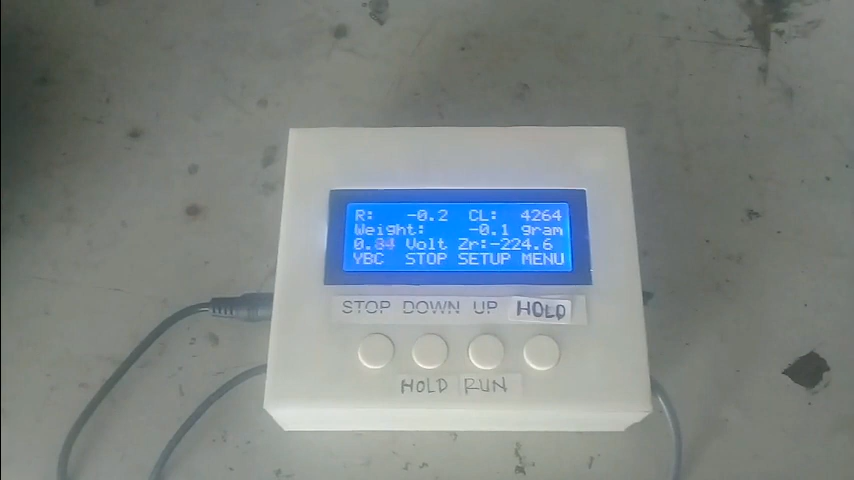 R: -0.2 CL: 4264
Weight: -0.1 gram
0.84 Volt Zr:-224.6
YBC STOP SETUP MENU
STOP DOWN UP HOLD
HOLD RUN